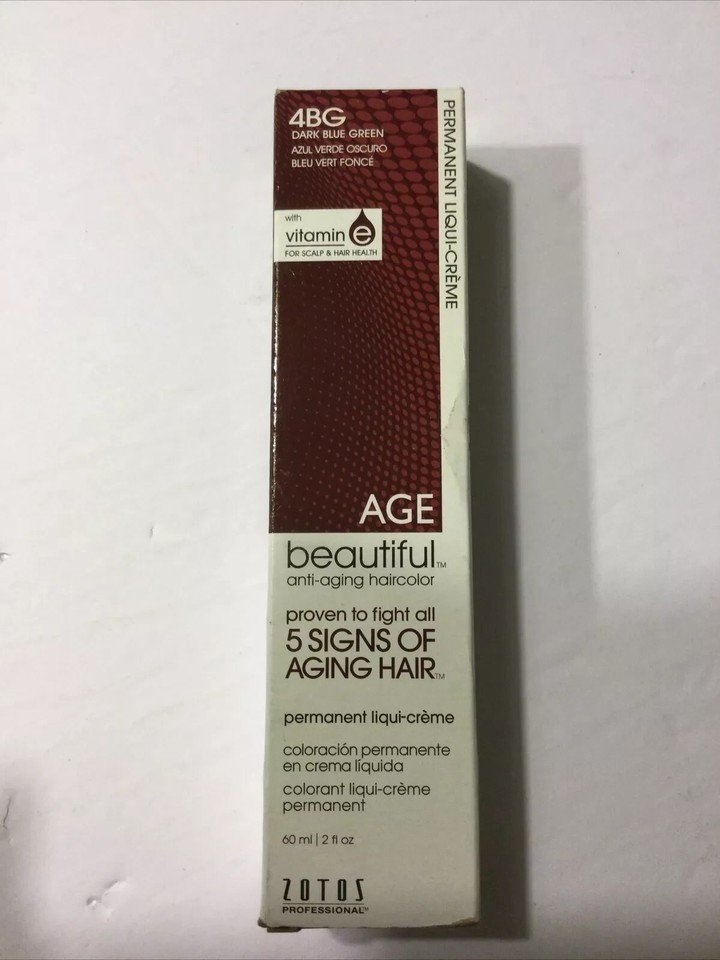 4BG
DARK BLUE GREEN
AZUL VERDE OSCURO
BLEU VERT FONCÉ
PERMANENT LIQUI-CRÈME
with
vitamin e
FOR SCALP & HAIR HEALTH
AGE
beautiful™
anti-aging haircolor
proven to fight all
5 SIGNS OF
AGING HAIR™
permanent liqui-crème
coloración permanente
en crema líquida
colorant liqui-crème
permanent
60 ml | 2 fl oz
ZOTOS
PROFESSIONAL™